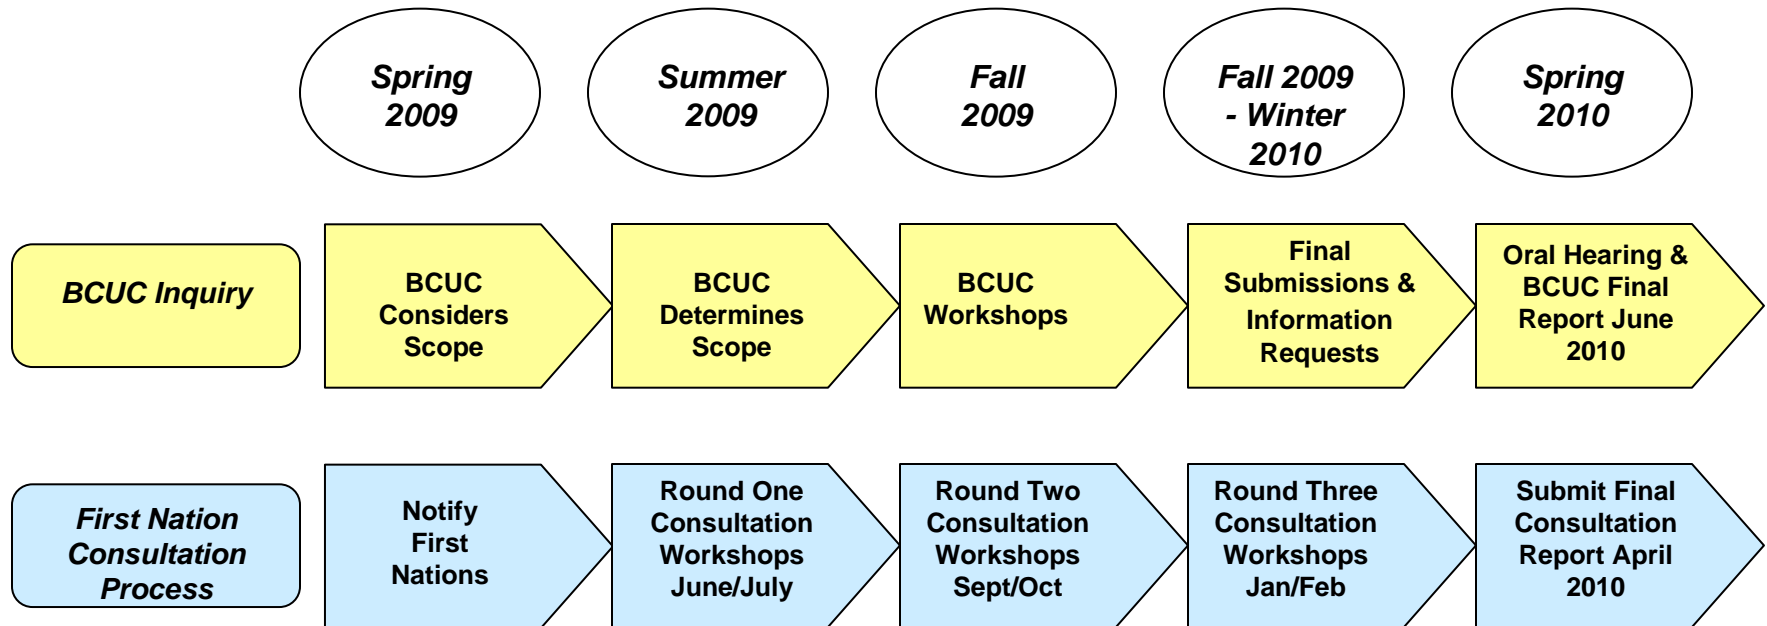 Spring
2009
Summer
2009
Fall
2009
Fall 2009
- Winter
2010
Spring
2010
BCUC Inquiry
BCUC
Considers
Scope
BCUC
Determines
Scope
BCUC
Workshops
Final
Submissions &
Information
Requests
Oral Hearing &
BCUC Final
Report June
2010
First Nation
Consultation
Process
Notify
First
Nations
Round One
Consultation
Workshops
June/July
Round Two
Consultation
Workshops
Sept/Oct
Round Three
Consultation
Workshops
Jan/Feb
Submit Final
Consultation
Report April
2010